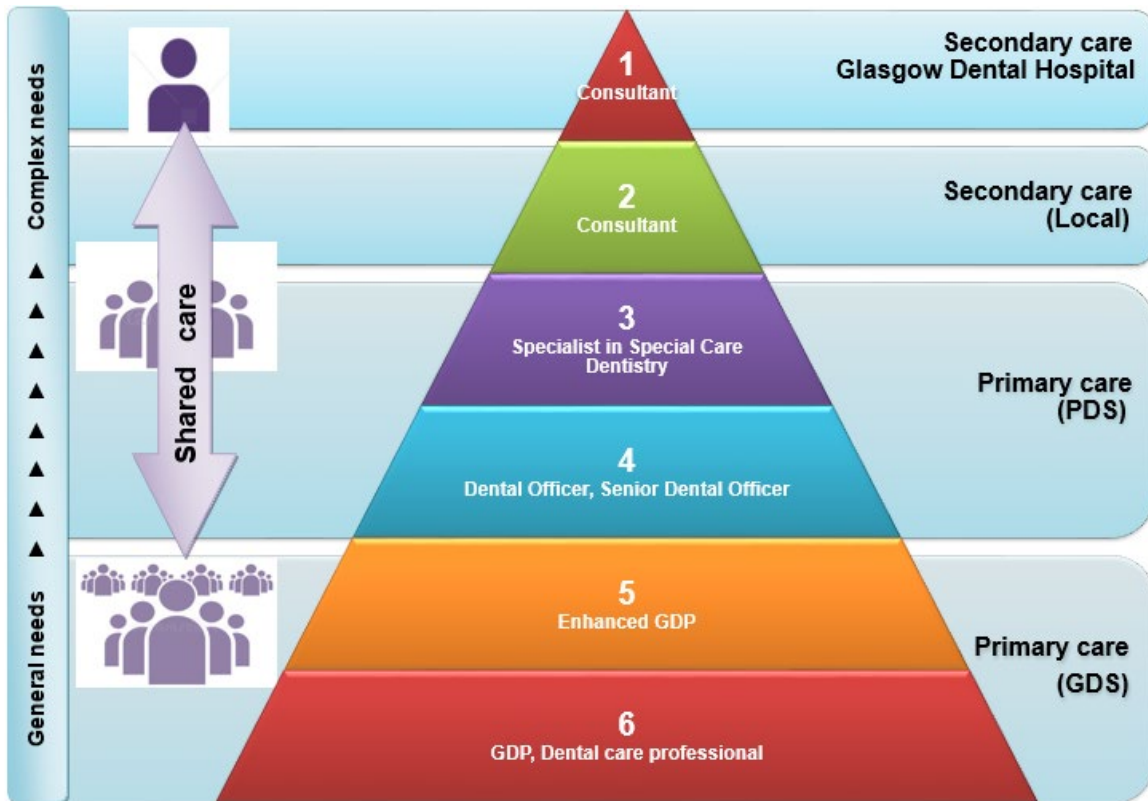 Complex needs
▲ ▲ ▲ ▲ ▲ ▲ ▲ ▲
General needs
Shared care
1
Consultant
Secondary care
Glasgow Dental Hospital
2
Consultant
Secondary care
(Local)
3
Specialist in Special Care
Dentistry
4
Dental Officer, Senior Dental Officer
Primary care
(PDS)
5
Enhanced GDP
6
GDP, Dental care professional
Primary care
(GDS)